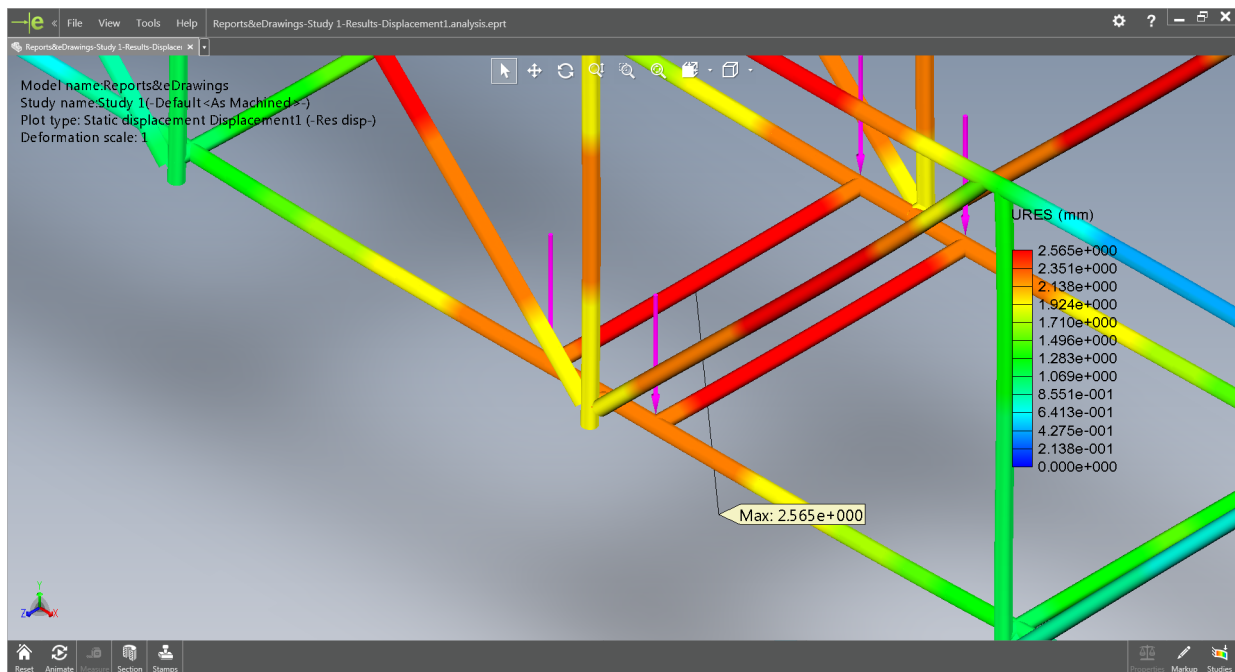 File View Tools Help Reports&eDrawings-Study 1-Results-Displacement1.analysis.eprt
Reports&eDrawings-Study 1-Results-Displacer
Model name:Reports&eDrawings
Study name:Study 1(-Default<As Machined>-)
Plot type: Static displacement Displacement1 (-Res disp-)
Deformation scale: 1
URES (mm)
2.565e+000
2.351e+000
2.138e+000
1.924e+000
1.710e+000
1.496e+000
1.283e+000
1.069e+000
8.551e-001
6.413e-001
4.275e-001
2.138e-001
0.000e+000
Max: 2.565e+000
Y
Z X
Reset Animate Measure Section Stamps Properties Markup Studies